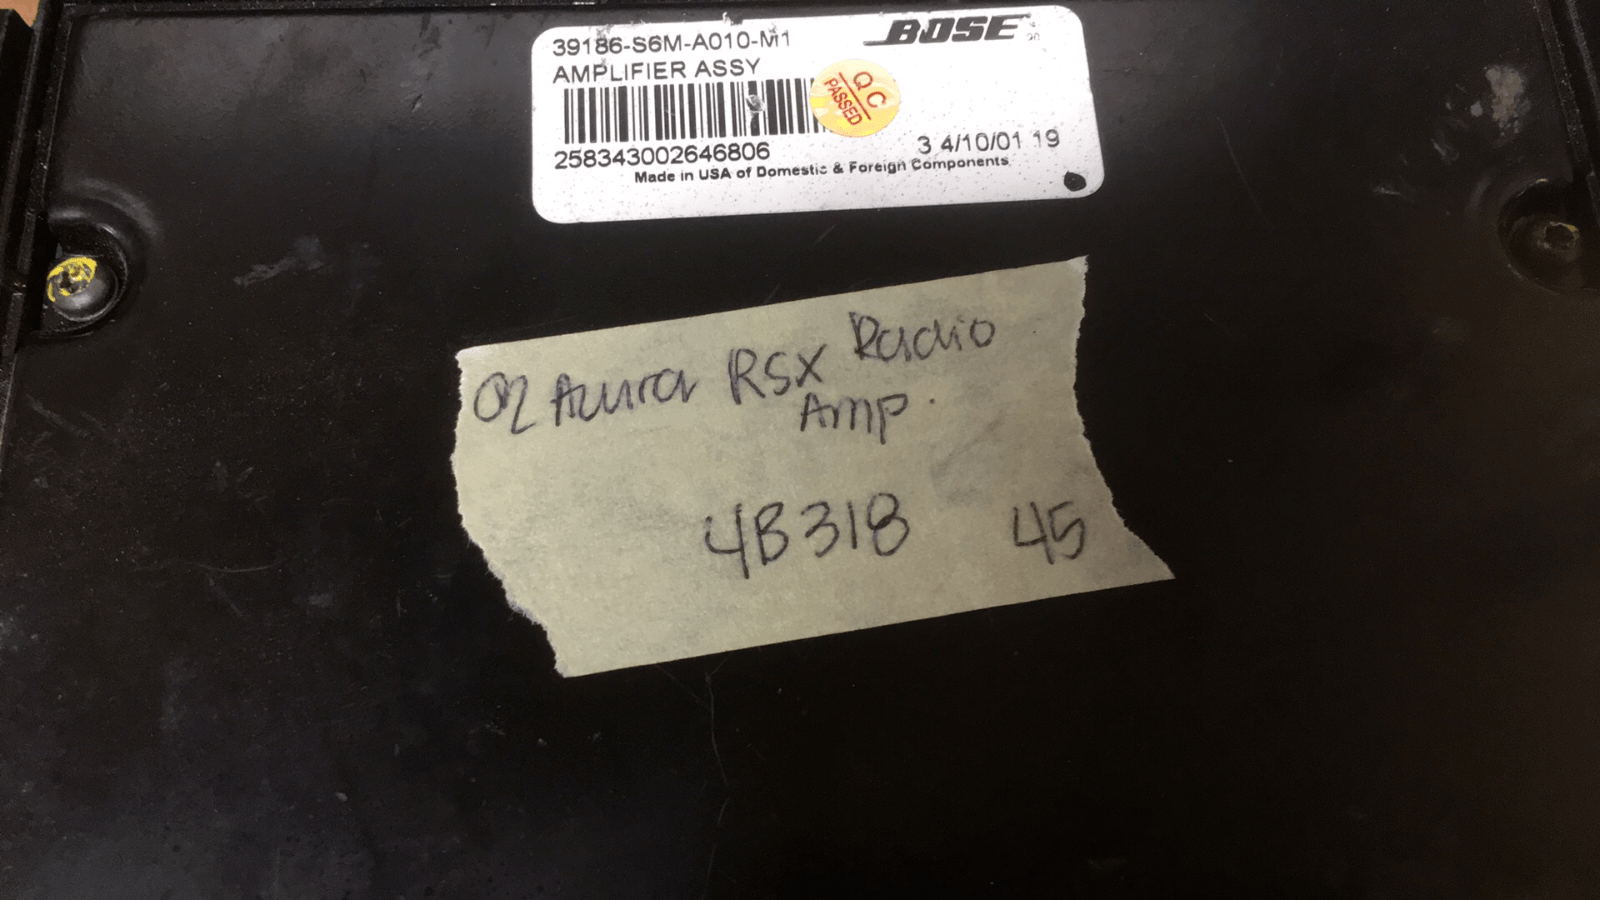 39186-S6M-A010-M1
BOSE
AMPLIFIER ASSY
QC
PASSED
258343002646806
3 4/10/01 19
Made in USA of Domestic & Foreign Components
02 Acura RSX Radio
Amp.
4B318 45